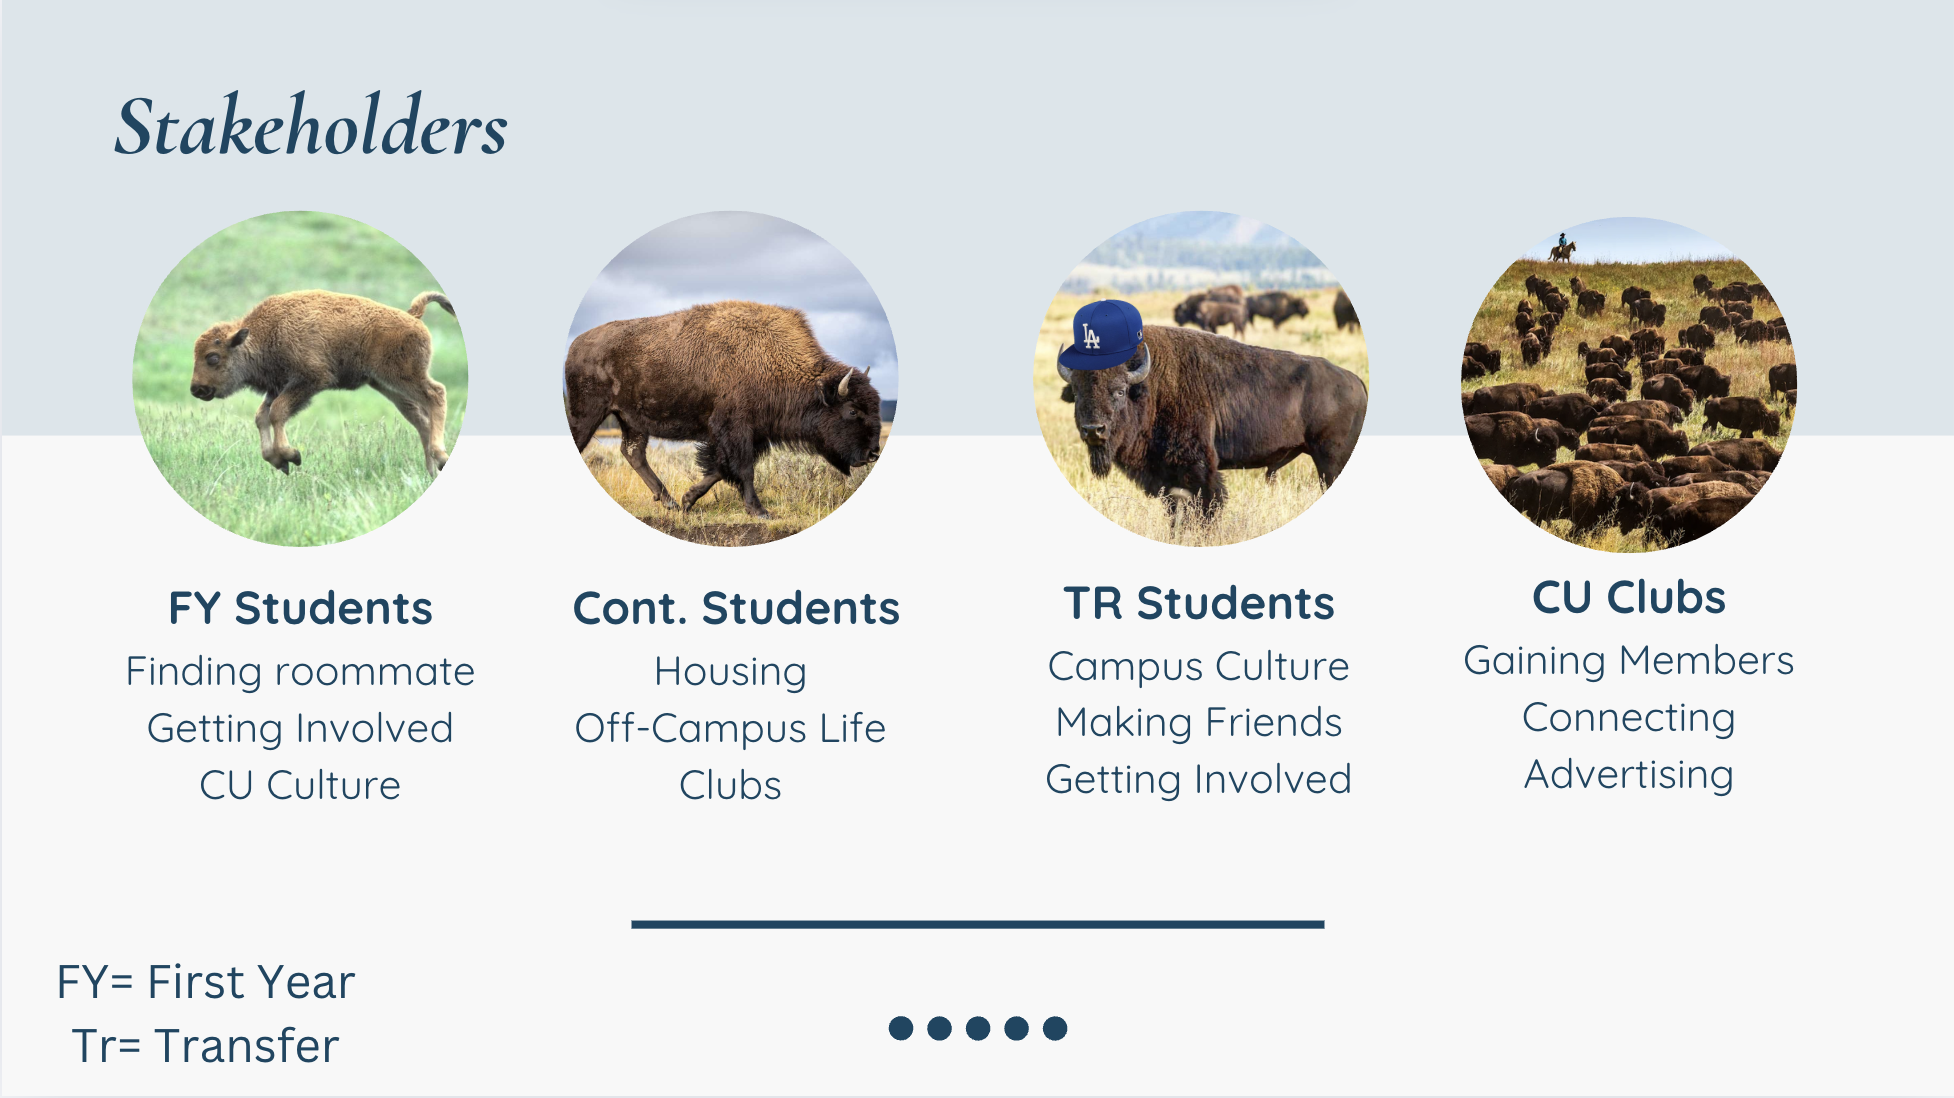 Stakeholders
LA
FY Students
Finding roommate
Getting Involved
CU Culture
Cont. Students
Housing
Off-Campus Life
Clubs
TR Students
Campus Culture
Making Friends
Getting Involved
CU Clubs
Gaining Members
Connecting
Advertising
FY= First Year
Tr= Transfer